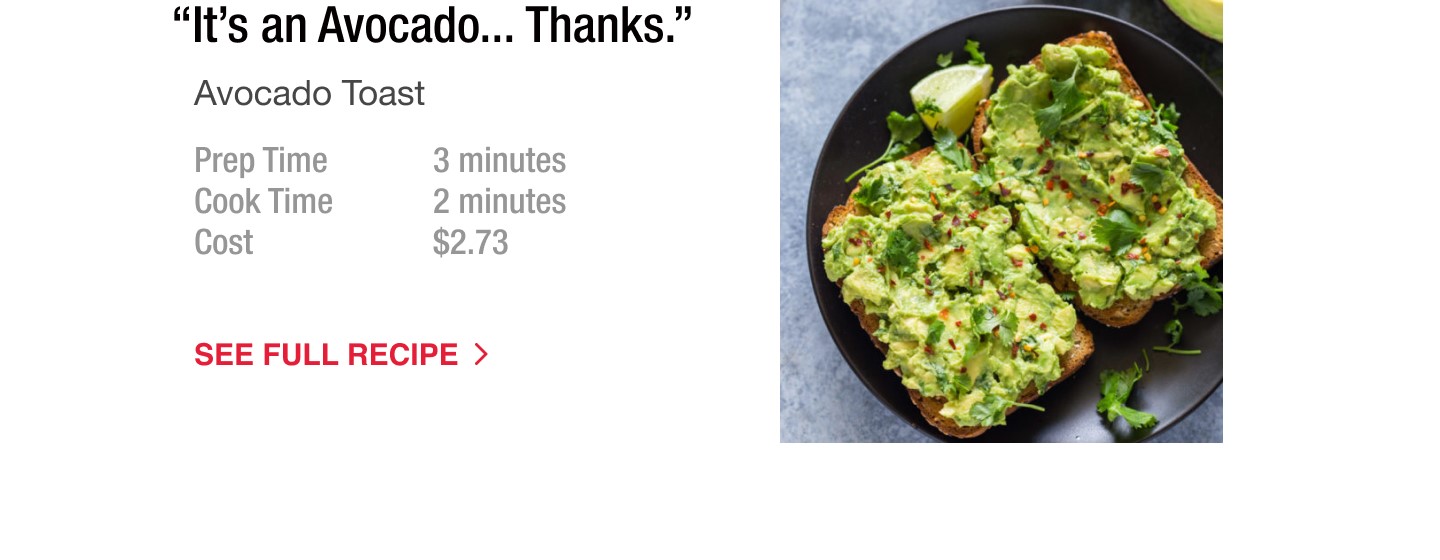 “It’s an Avocado... Thanks.”
Avocado Toast
Prep Time 3 minutes
Cook Time 2 minutes
Cost $2.73
SEE FULL RECIPE >